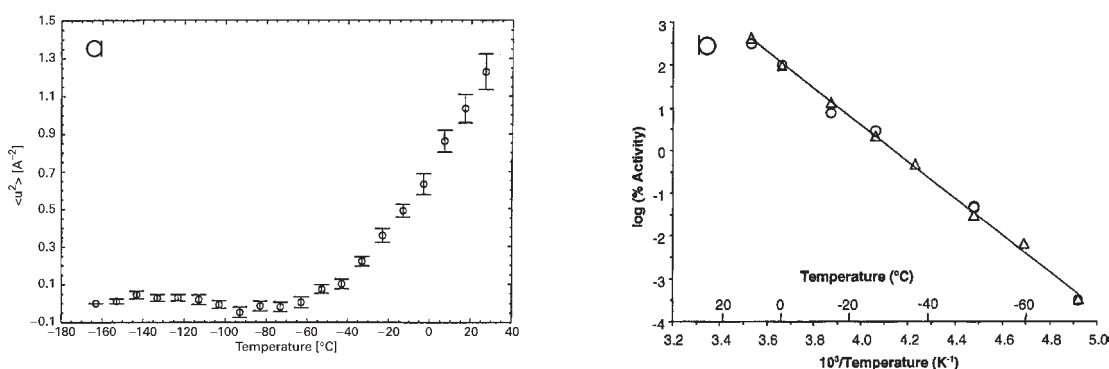 a
1.5
1.3
1.1
0.9
0.7
0.5
0.3
0.1
−0.1
<u²> [A⁻²]
−180 −160 −140 −120 −100 −80 −60 −40 −20 0 20 40
Temperature [°C]
b
3
2
1
0
-1
-2
-3
-4
log (% Activity)
Temperature (°C)
20 0 -20 -40 -60
3.2 3.4 3.6 3.8 4.0 4.2 4.4 4.6 4.8 5.0
10³/Temperature (K⁻¹)